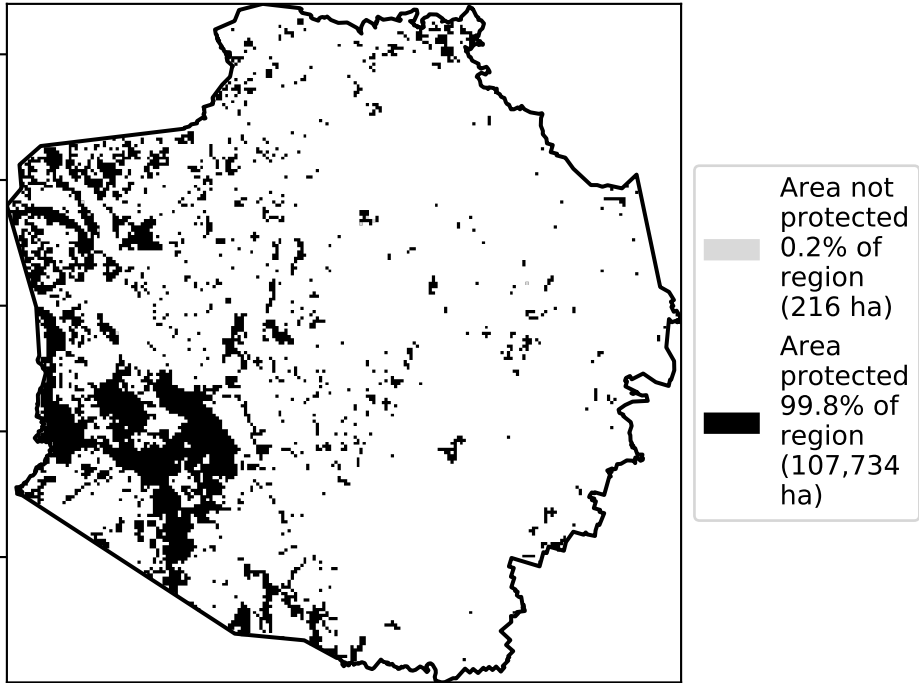 Area not
protected
0.2% of
region
(216 ha)
Area
protected
99.8% of
region
(107,734
ha)